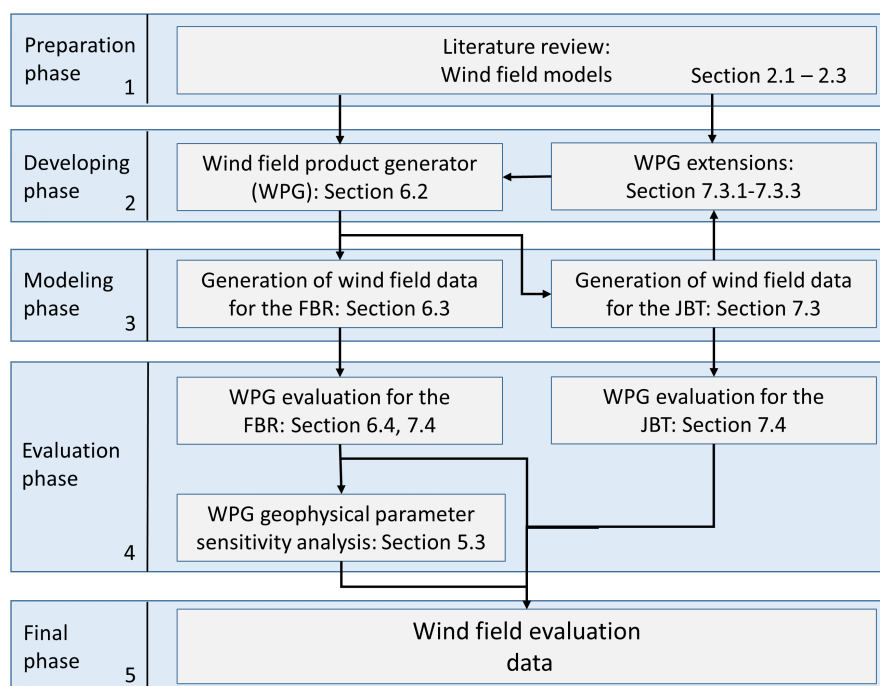 Preparation
phase
1
Literature review:
Wind field models
Section 2.1 – 2.3
Developing
phase
2
Wind field product generator
(WPG): Section 6.2
WPG extensions:
Section 7.3.1-7.3.3
Modeling
phase
3
Generation of wind field data
for the FBR: Section 6.3
Generation of wind field data
for the JBT: Section 7.3
Evaluation
phase
4
WPG evaluation for the
FBR: Section 6.4, 7.4
WPG evaluation for the
JBT: Section 7.4
WPG geophysical parameter
sensitivity analysis: Section 5.3
Final
phase
5
Wind field evaluation
data